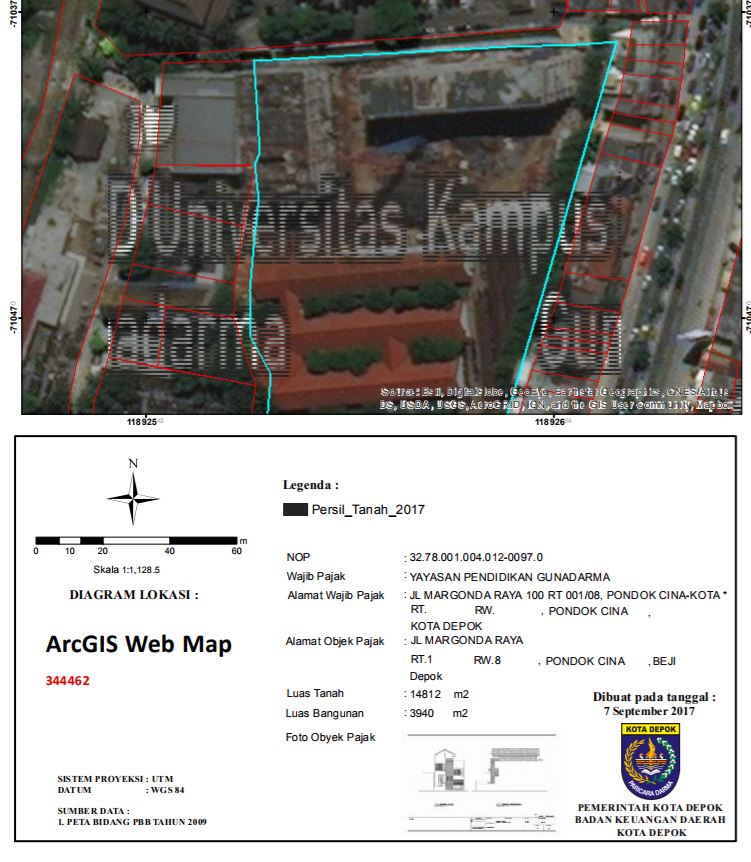 -71037
-71037
D'Universitas Kampus
adarma
Gun
-71047
-71047
Source: Esri, DigitalGlobe, GeoEye, Earthstar Geographics, CNES/Airbus
DS, USDA, USGS, AeroGRID, IGN, and the GIS User Community, Mapbox
118925
118926
N
0 10 20 40 60 m
Skala 1:1,128.5
DIAGRAM LOKASI :
ArcGIS Web Map
344462
SISTEM PROYEKSI : UTM
DATUM : WGS 84
SUMBER DATA :
1. PETA BIDANG PBB TAHUN 2009
Legenda :
Persil_Tanah_2017
NOP : 32.78.001.004.012-0097.0
Wajib Pajak : YAYASAN PENDIDIKAN GUNADARMA
Alamat Wajib Pajak : JL MARGONDA RAYA 100 RT 001/08, PONDOK CINA-KOTA *
RT. RW. , PONDOK CINA ,
KOTA DEPOK
Alamat Objek Pajak : JL MARGONDA RAYA
RT.1 RW.8 , PONDOK CINA , BEJI
Depok
Luas Tanah : 14812 m2
Luas Bangunan : 3940 m2
Foto Obyek Pajak
Dibuat pada tanggal :
7 September 2017
KOTA DEPOK
PARICARA DARMA
PEMERINTAH KOTA DEPOK
BADAN KEUANGAN DAERAH
KOTA DEPOK